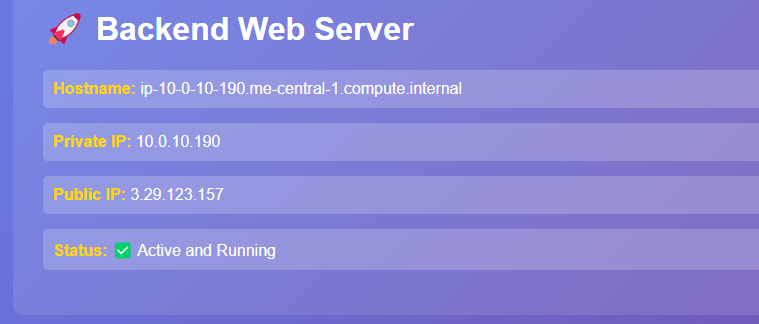 🚀 Backend Web Server
Hostname: ip-10-0-10-190.me-central-1.compute.internal
Private IP: 10.0.10.190
Public IP: 3.29.123.157
Status: ✅ Active and Running